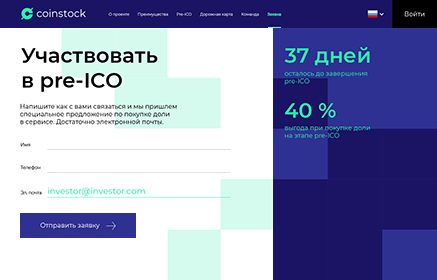 coinstock
О проекте Преимущества Pre-ICO Дорожная карта Команда Заявка
Войти
Участвовать
в pre-ICO
Напишите как с вами связаться и мы пришлем
специальное предложение по покупке доли
в сервисе. Достаточно электронной почты.
Имя
Телефон
Эл. почта investor@investor.com
Отправить заявку
37 дней
осталось до завершения
pre-ICO
40 %
выгода при покупке доли
на этапе pre-ICO